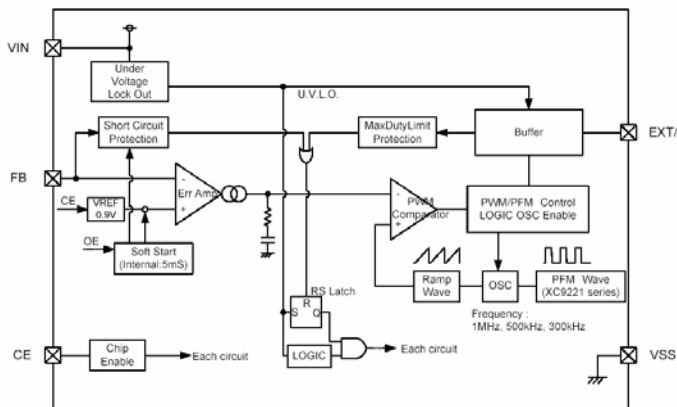 VIN
Under
Voltage
Lock Out
U.V.L.O.
Short Circuit
Protection
MaxDutyLimit
Protection
Buffer
EXT/
FB
CE
VREF
0.9V
-
+
Err Amp
OE
Soft Start
(Internal:5mS)
-
+
PWM
Comparator
PWM/PFM Control
LOGIC OSC Enable
Ramp
Wave
OSC
PFM Wave
(XC9221 series)
Frequency :
1MHz, 500kHz, 300kHz
RS Latch
R
S
Q
LOGIC
Each circuit
CE
Chip
Enable
Each circuit
VSS